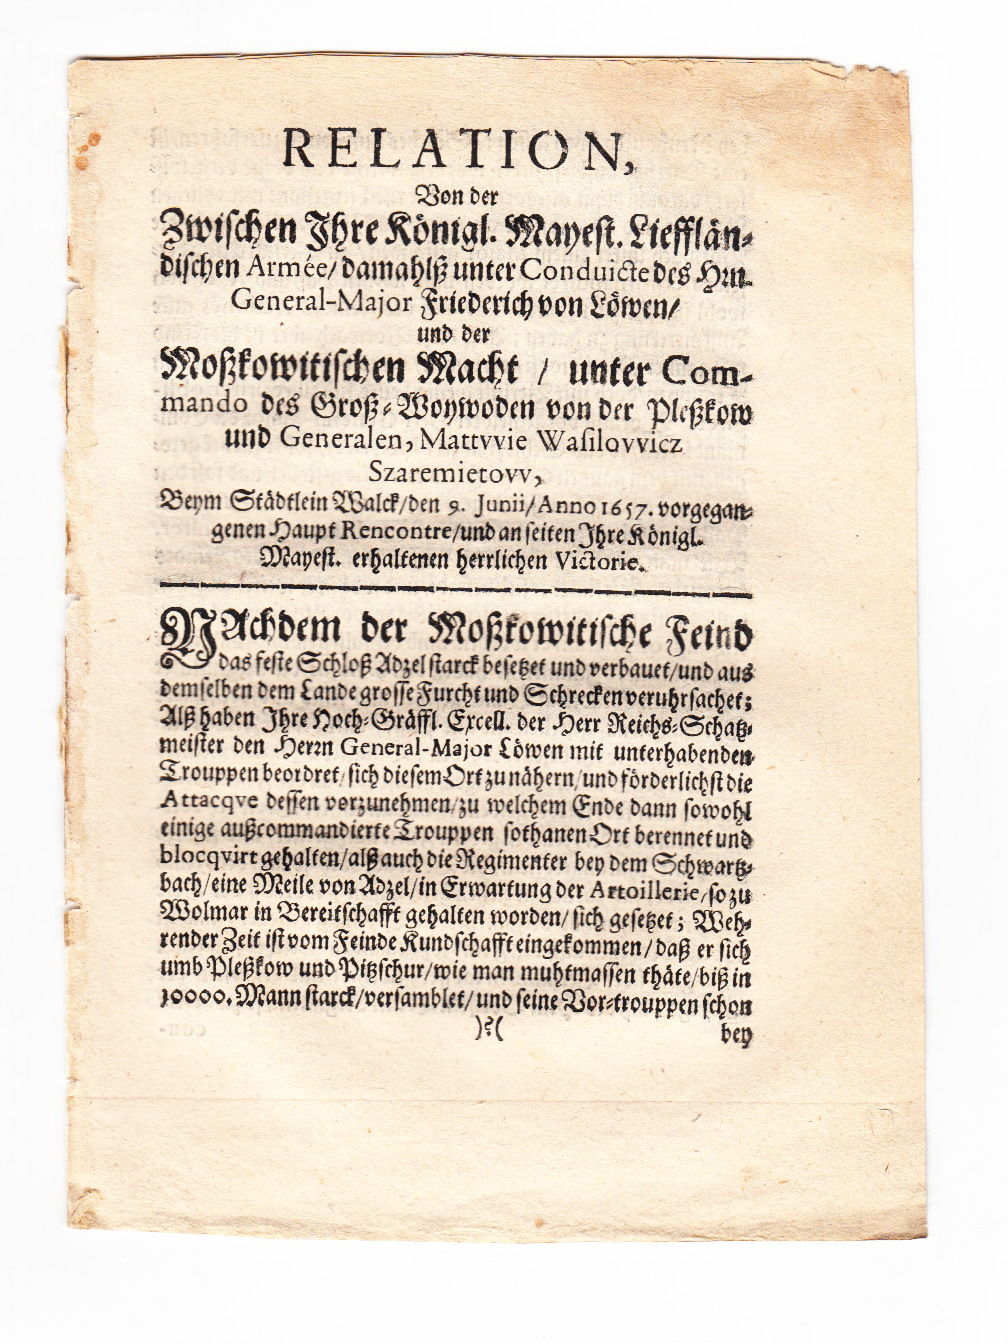 RELATION,
Von der
Zwischen Ihre Königl. Mayest. Liefflän-
dischen Armée/ damahlß unter Conduicte des Hrn.
General-Major Friederich von Löwen/
und der
Moßkowitischen Macht / unter Com-
mando des Groß-Woywoden von der Pleßkow
und Generalen, Mattvvie Wasilovvicz
Szaremietovv,
Beym Städtlein Walck/den 9. Junii/Anno 1657. vorgegan-
genen Haupt Rencontre/und an seiten Ihre Königl.
Mayest. erhaltenen herrlichen Victorie.
NAchdem der Moßkowitische Feind
das feste Schloß Adzel starck besetzet und verbauet/und aus
demselben dem Lande grosse Furcht und Schrecken veruhrsachet;
Alß haben Ihre Hoch-Gräffl. Excell. der Herr Reichs-Schatz-
meister den Herrn General-Major Löwen mit unterhabenden
Trouppen beordret/sich diesem Ort zu nähern/und förderlichst die
Attacqve dessen vorzunehmen/zu welchem Ende dann sowohl
einige außcommandierte Trouppen sothanen Ort berennet und
blocqvirt gehalten/alß auch die Regimenter bey dem Schwartz-
bach/eine Meile von Adzel/in Erwartung der Artoillerie/so zu
Wolmar in Bereitschafft gehalten worden/ sich gesetzet; Weh-
render Zeit ist vom Feinde Kundschafft eingekommen/daß er sich
umb Pleßkow und Pitzschur/wie man muhtmassen thäte/biß in
10000. Mann starck/versamblet/und seine Vor-trouppen schon
)?( bey